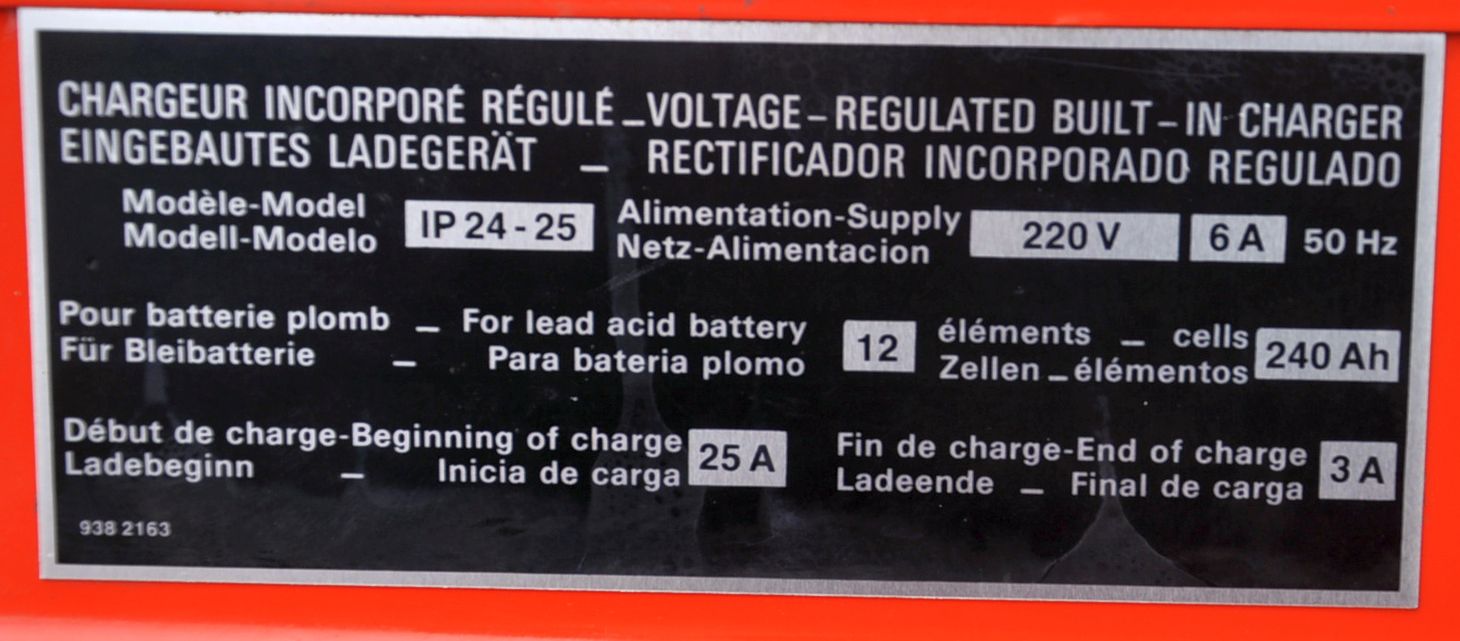 CHARGEUR INCORPORÉ RÉGULÉ – VOLTAGE – REGULATED BUILT – IN CHARGER
EINGEBAUTES LADEGERÄT – RECTIFICADOR INCORPORADO REGULADO
Modèle-Model
Modell-Modelo
IP 24 - 25
Alimentation-Supply
Netz-Alimentacion
220 V
6 A
50 Hz
Pour batterie plomb – For lead acid battery
Für Bleibatterie – Para bateria plomo
12
éléments – cells
Zellen – élémentos
240 Ah
Début de charge-Beginning of charge
Ladebeginn – Inicia de carga
25 A
Fin de charge-End of charge
Ladeende – Final de carga
3 A
938 2163